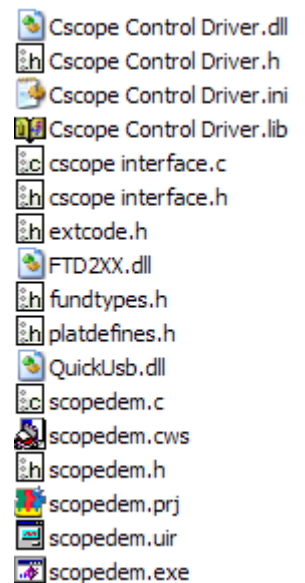 Cscope Control Driver.dll
Cscope Control Driver.h
Cscope Control Driver.ini
Cscope Control Driver.lib
cscope interface.c
cscope interface.h
extcode.h
FTD2XX.dll
fundtypes.h
platdefines.h
QuickUsb.dll
scopedem.c
scopedem.cws
scopedem.h
scopedem.prj
scopedem.uir
scopedem.exe